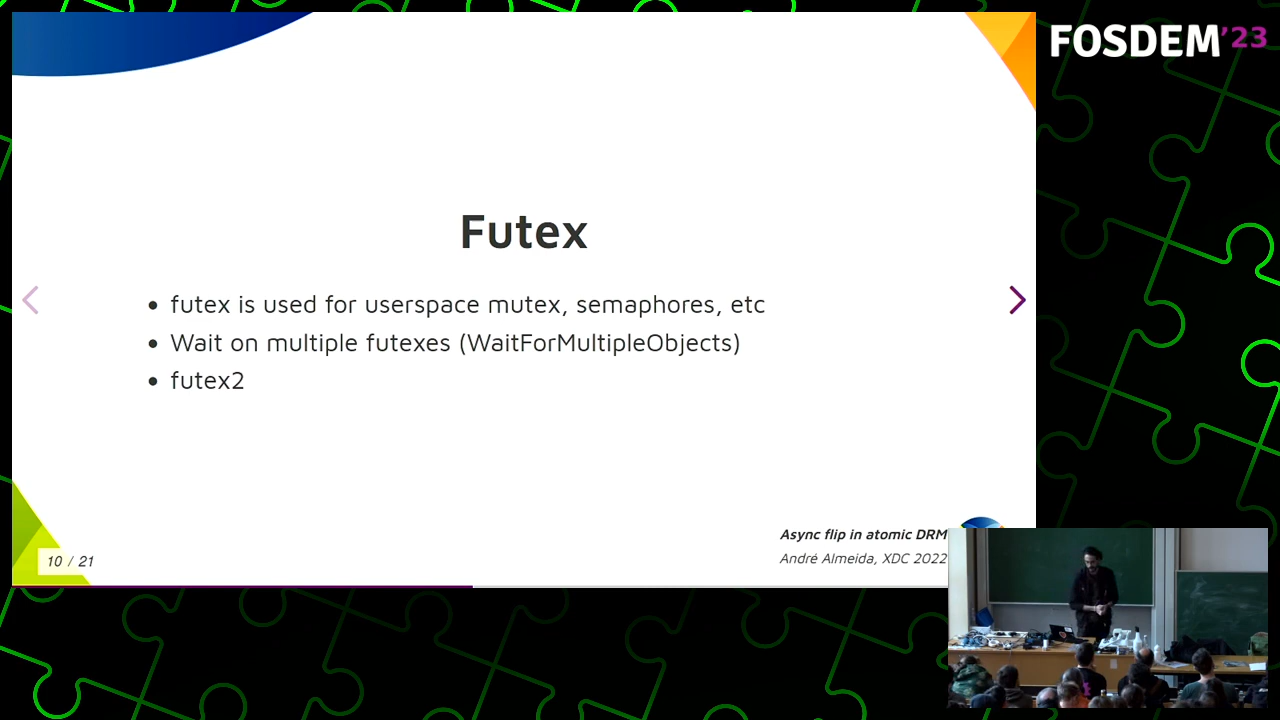 FOSDEM'23
Futex
futex is used for userspace mutex, semaphores, etc
Wait on multiple futexes (WaitForMultipleObjects)
futex2
Async flip in atomic DRM
André Almeida, XDC 2022
10 / 21